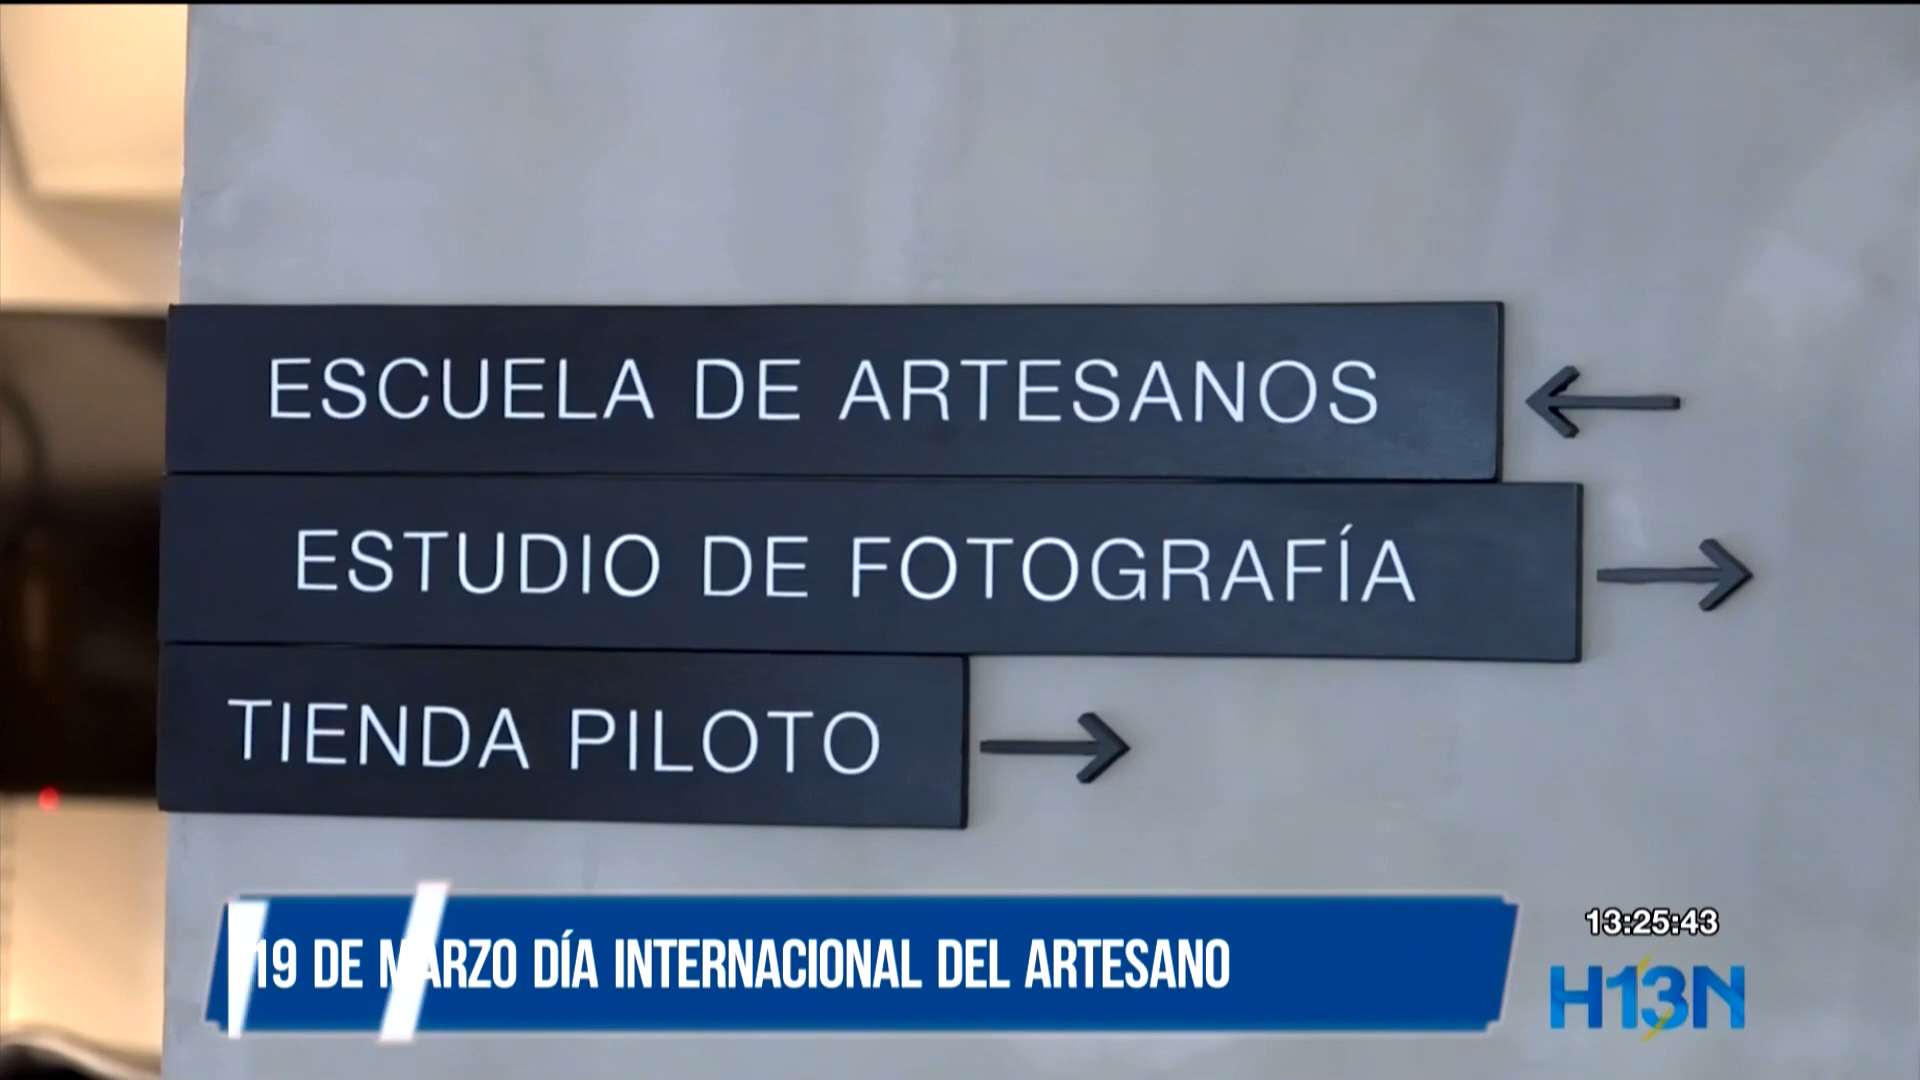 ESCUELA DE ARTESANOS
ESTUDIO DE FOTOGRAFÍA
TIENDA PILOTO
19 DE MARZO DÍA INTERNACIONAL DEL ARTESANO
13:25:43
H13N